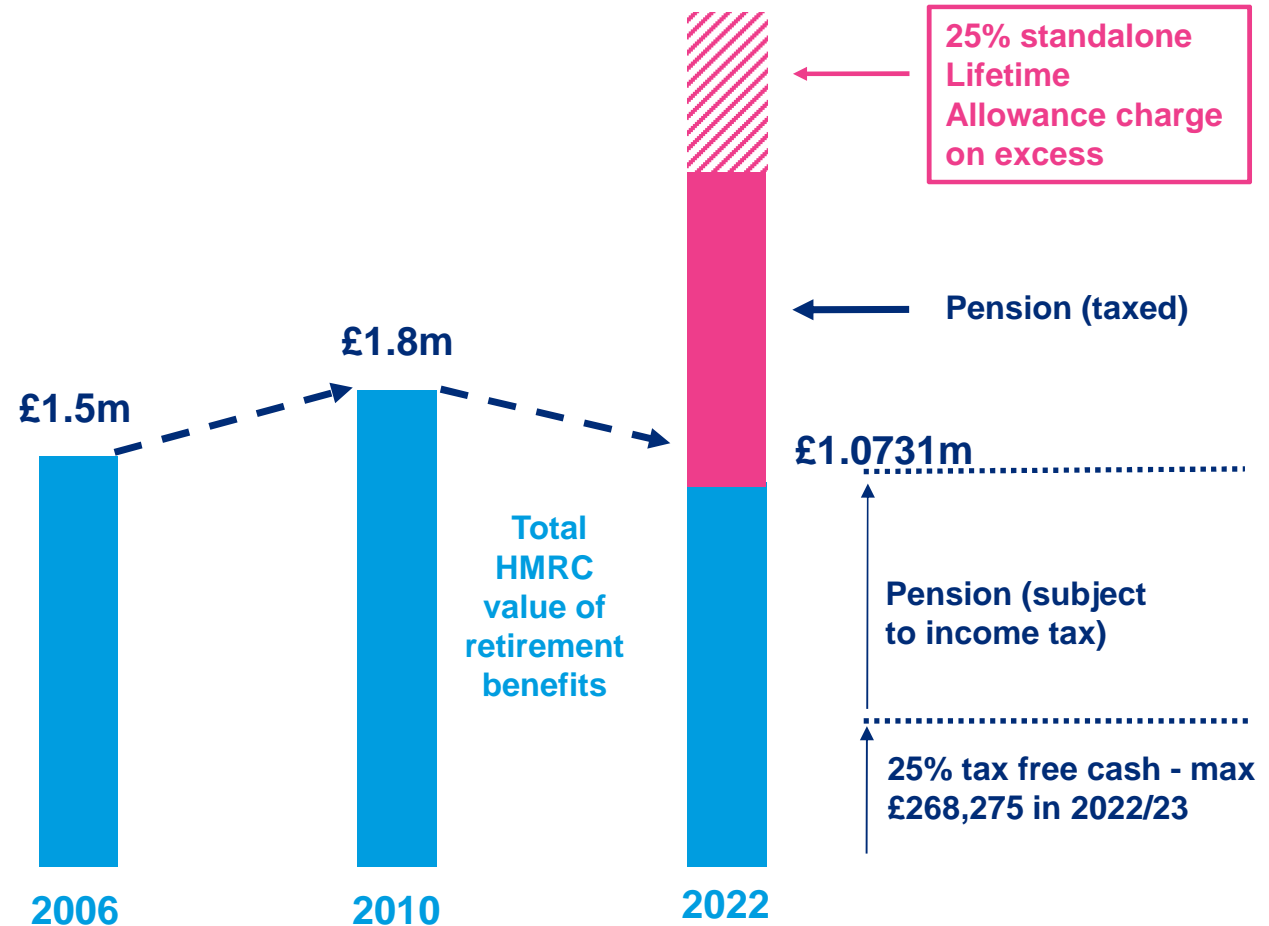 25% standalone
Lifetime
Allowance charge
on excess
Pension (taxed)
£1.8m
£1.5m
£1.0731m
Total
HMRC
value of
retirement
benefits
Pension (subject
to income tax)
25% tax free cash - max
£268,275 in 2022/23
2006
2010
2022